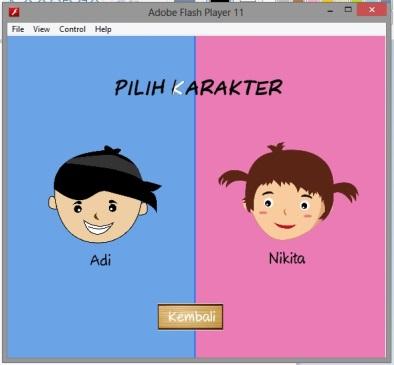 Adobe Flash Player 11
File View Control Help
PILIH KARAKTER
Adi
Nikita
Kembali